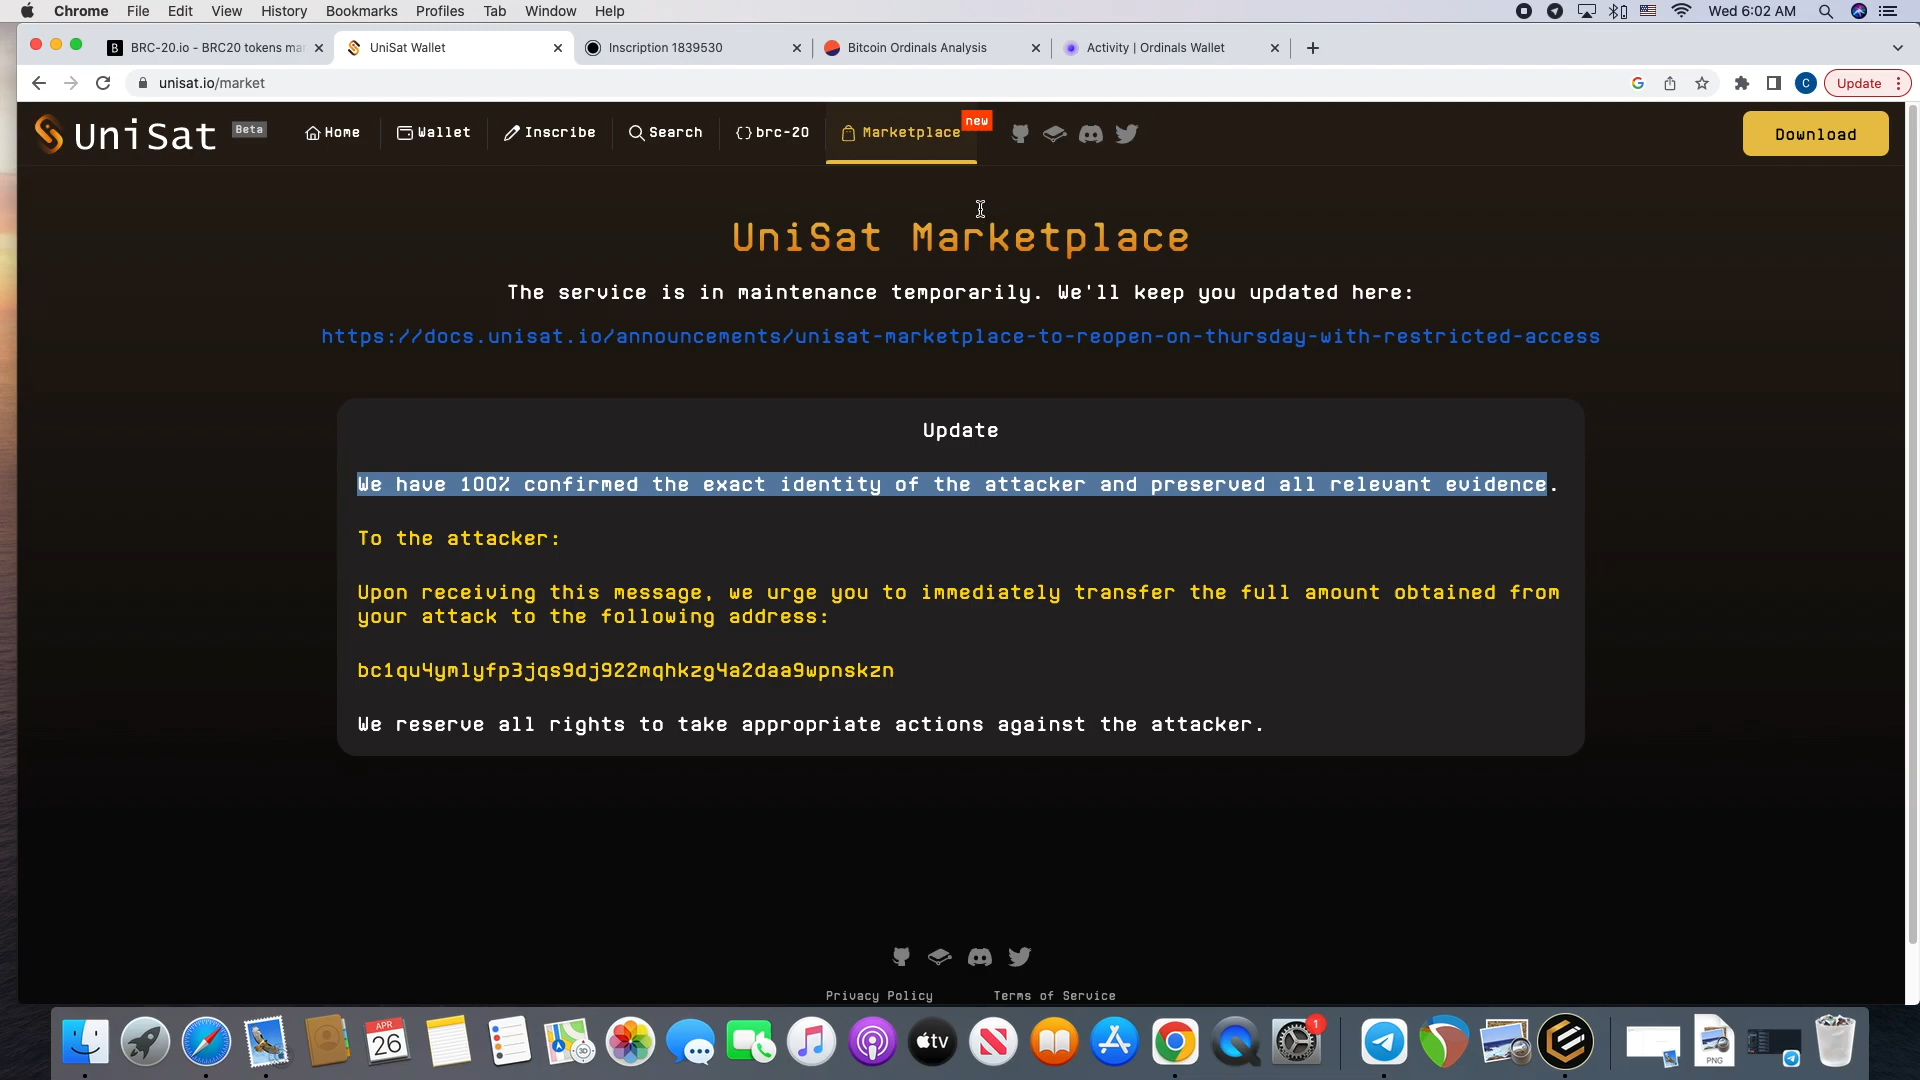 Chrome File Edit View History Bookmarks Profiles Tab Window Help Wed 6:02 AM
B BRC-20.io - BRC20 tokens ma UniSat Wallet Inscription 1839530 Bitcoin Ordinals Analysis Activity | Ordinals Wallet
unisat.io/market C Update
UniSat Beta Home Wallet Inscribe Search {} brc-20 Marketplace new Download
UniSat Marketplace
The service is in maintenance temporarily. We'll keep you updated here:
https://docs.unisat.io/announcements/unisat-marketplace-to-reopen-on-thursday-with-restricted-access
Update
We have 100% confirmed the exact identity of the attacker and preserved all relevant evidence.
To the attacker:
Upon receiving this message, we urge you to immediately transfer the full amount obtained from
your attack to the following address:
bc1qu4ymlyfp3jqs9dj922mqhkzg4a2daa9wpnskzn
We reserve all rights to take appropriate actions against the attacker.
Privacy Policy Terms of Service
APR
26
3D
tv
1
PNG